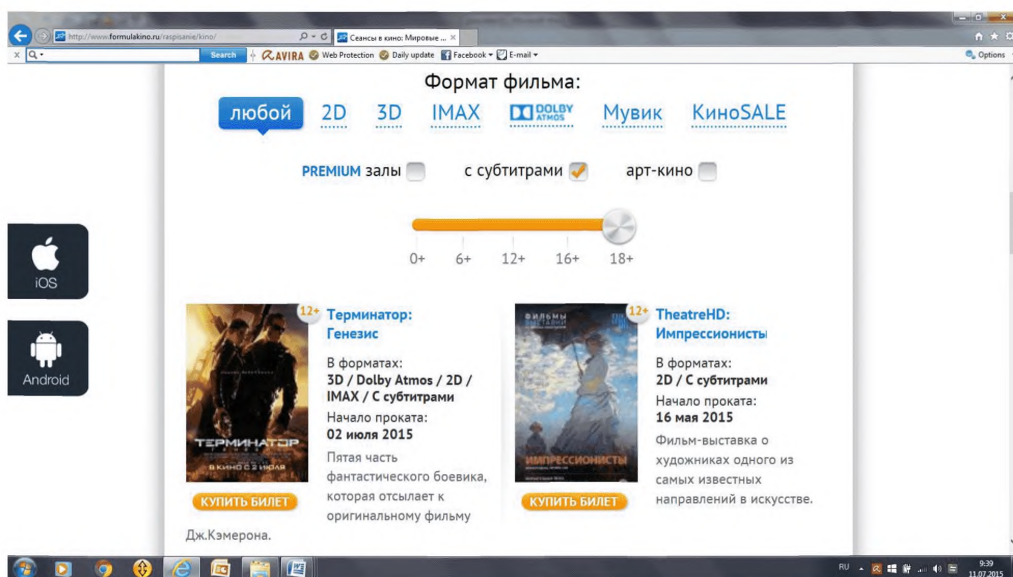 http://www.formulakino.ru/raspisanie/kino/
Сеансы в кино: Мировые ...
Search
AVIRA
Web Protection
Daily update
Facebook
E-mail
Options
Формат фильма:
любой 2D 3D IMAX DOLBY ATMOS Мувик КиноSALE
PREMIUM залы с субтитрами арт-кино
0+ 6+ 12+ 16+ 18+
iOS
Android
12+
Терминатор:
Генезис
В форматах:
3D / Dolby Atmos / 2D /
IMAX / С субтитрами
Начало проката:
02 июля 2015
Пятая часть
фантастического боевика,
которая отсылает к
оригинальному фильму
Дж.Кэмерона.
ТЕРМИНАТОР
ГЕНЕЗИС
В КИНО С 2 ИЮЛЯ
КУПИТЬ БИЛЕТ
12+
TheatreHD:
Импрессионисты
В форматах:
2D / С субтитрами
Начало проката:
16 мая 2015
Фильм-выставка о
художниках одного из
самых известных
направлений в искусстве.
ФИЛЬМЫ
ВЫСТАВКИ
ИМПРЕССИОНИСТЫ
КУПИТЬ БИЛЕТ
RU
9:39
11.07.2015